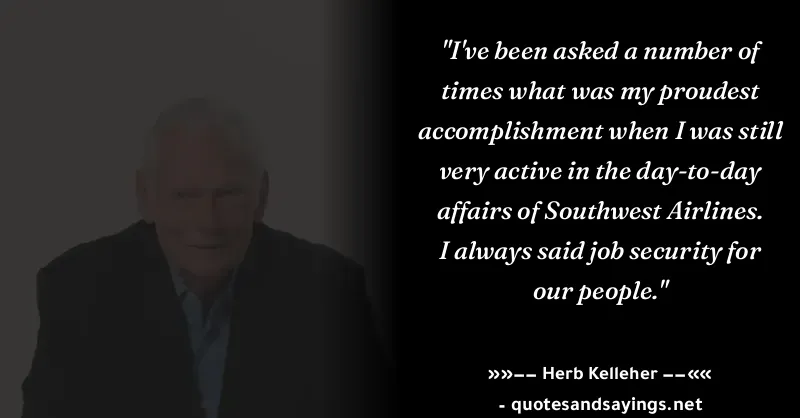 "I've been asked a number of
times what was my proudest
accomplishment when I was still
very active in the day-to-day
affairs of Southwest Airlines.
I always said job security for
our people."
»»−− Herb Kelleher −−««
- quotesandsayings.net